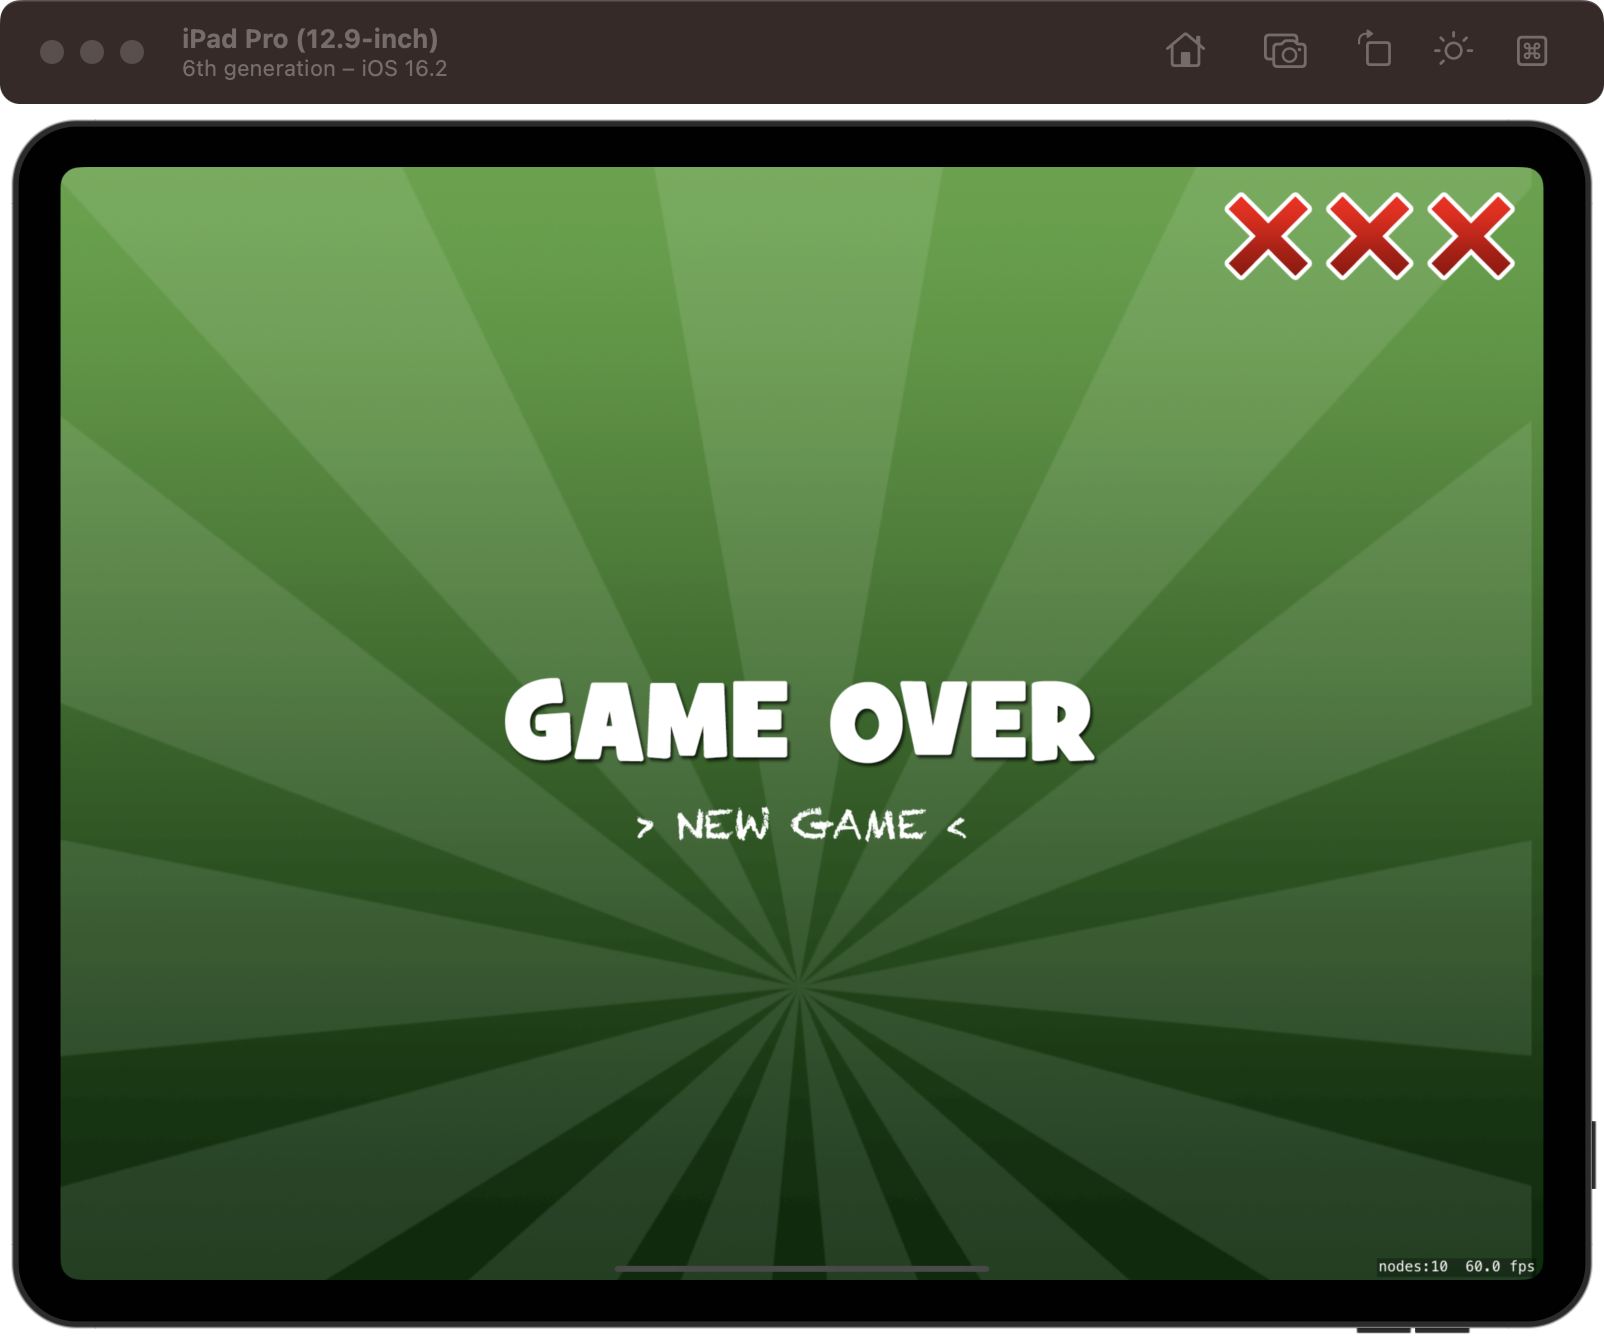 iPad Pro (12.9-inch)
6th generation – iOS 16.2
GAME OVER
> NEW GAME <
nodes:10 60.0 fps